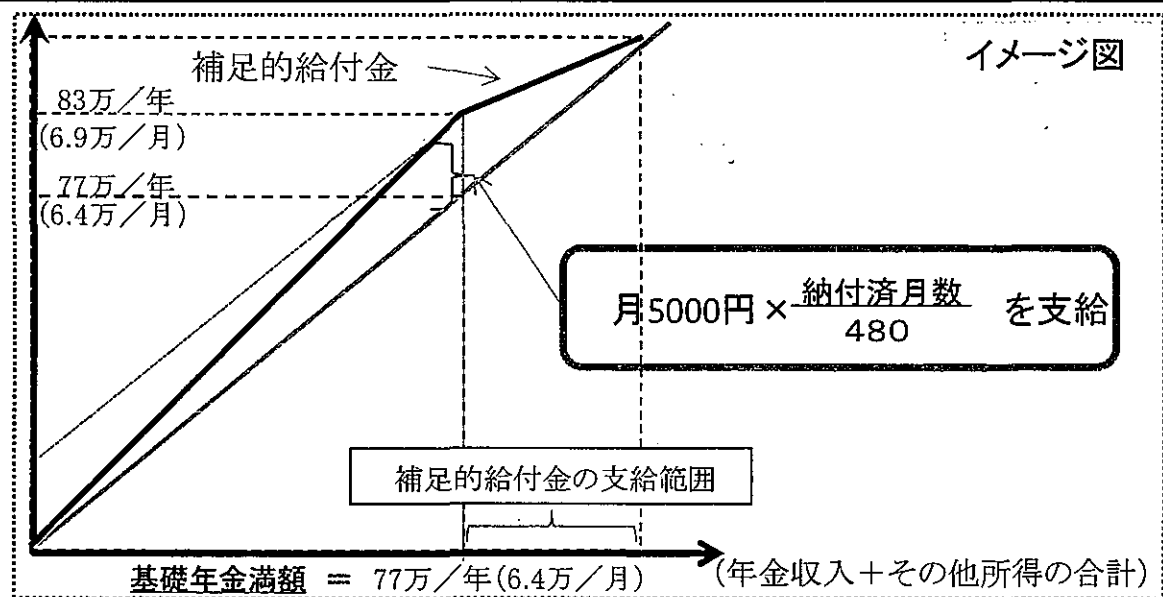 イメージ図
補足的給付金
83万／年
(6.9万／月)
77万／年
(6.4万／月)
月5000円×納付済月数/480 を支給
補足的給付金の支給範囲
基礎年金満額 ＝ 77万／年(6.4万／月)
(年金収入＋その他所得の合計)